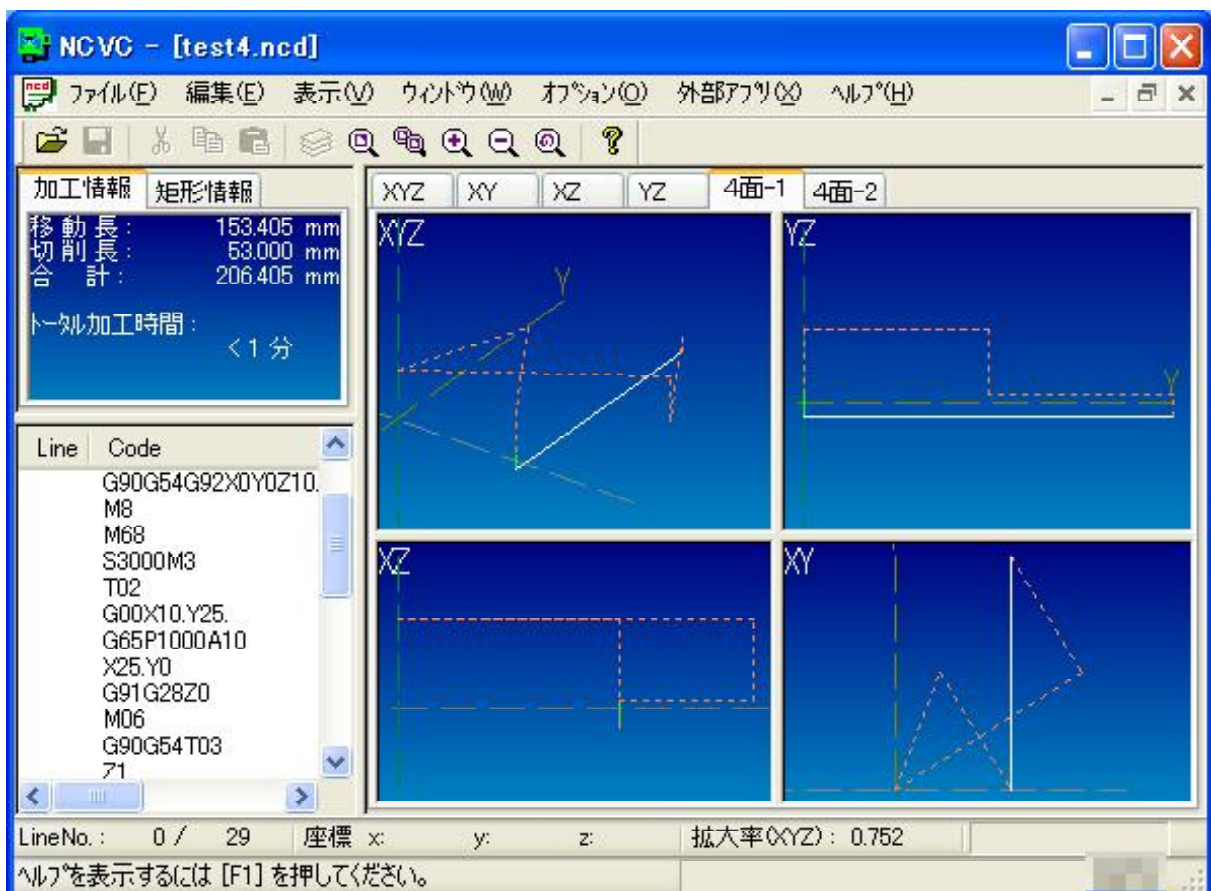 NCVC - [test4.ncd]
ファイル(F) 編集(E) 表示(V) ウィンドウ(W) オプション(O) 外部アプリ(X) ヘルプ(H)
加工情報 矩形情報
移動長: 153.405 mm
切削長: 53.000 mm
合 計: 206.405 mm
トータル加工時間:
<1分
Line Code
G90G54G92X0Y0Z10.
M8
M68
S3000M3
T02
G00X10.Y25.
G65P1000A10
X25.Y0
G91G28Z0
M06
G90G54T03
Z1
XYZ XY XZ YZ 4面-1 4面-2
XYZ
Y
YZ
Y
XZ
XY
LineNo.: 0/ 29 座標 x: y: z: 拡大率(XYZ): 0.752
ヘルプを表示するには [F1] を押してください。